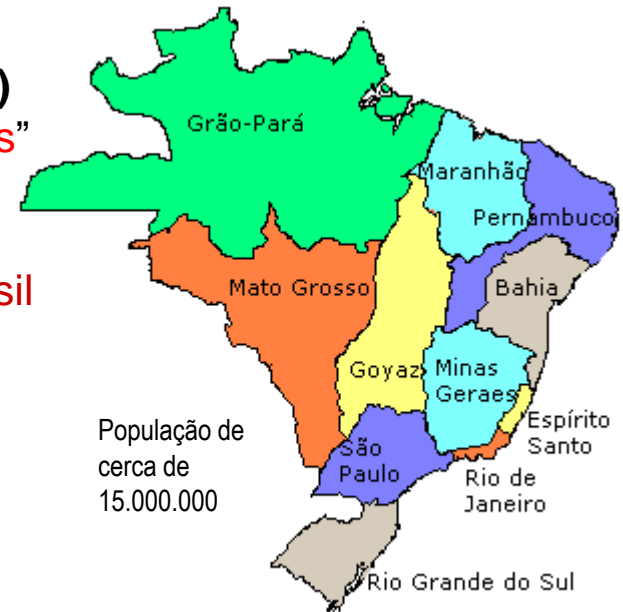 )
s”
sil
Grão-Pará
Maranhão
Pernambuco
Mato Grosso
Bahia
Goyaz
Minas
Geraes
Espírito
Santo
População de
cerca de
15.000.000
São
Paulo
Rio de
Janeiro
Rio Grande do Sul